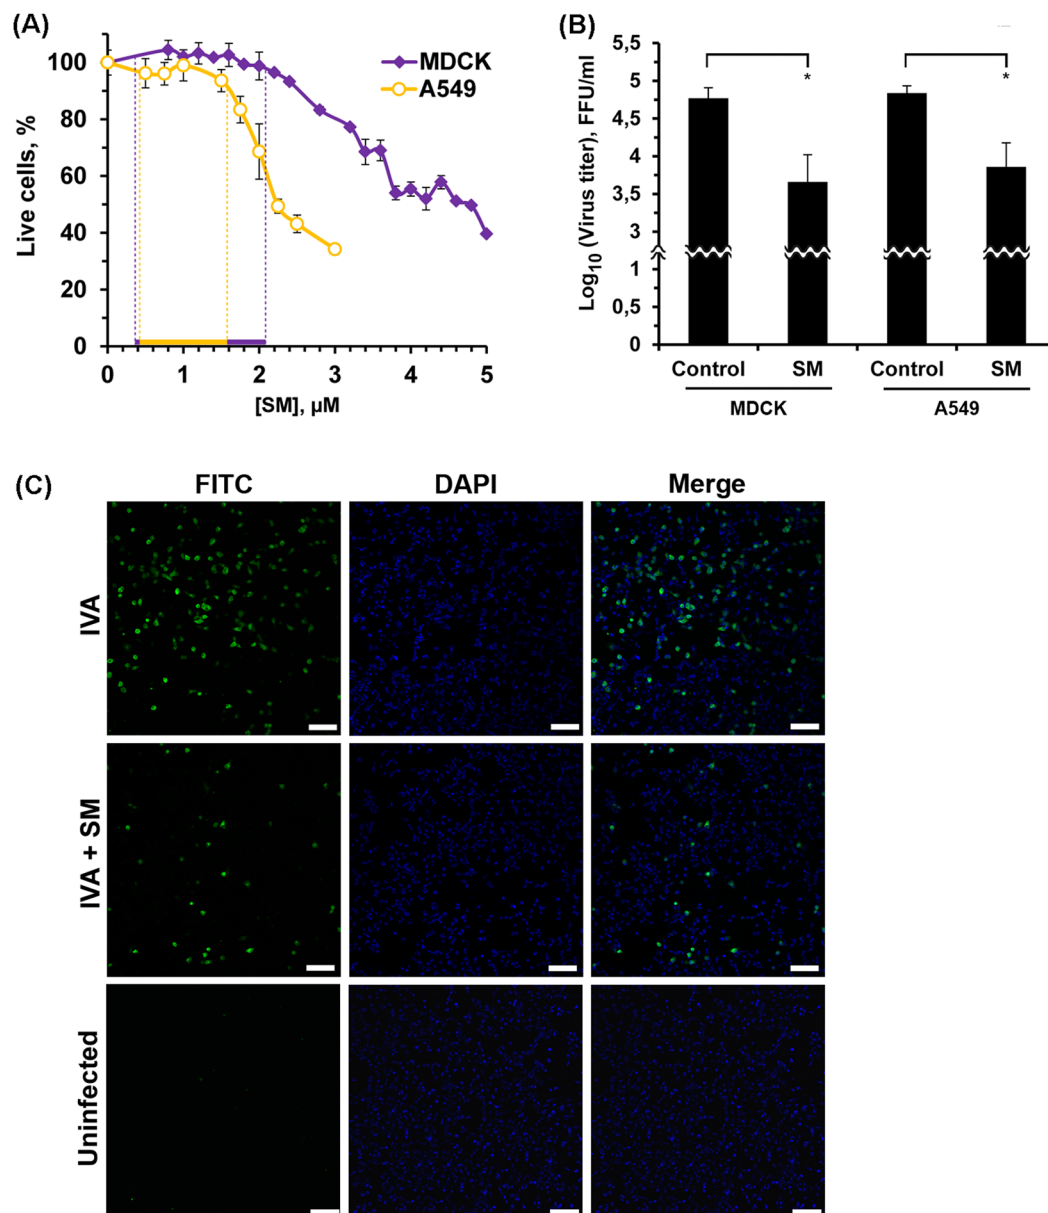 (A)
100
80
60
40
20
0
Live cells, %
0 1 2 3 4 5
[SM], µM
MDCK
A549
(B)
5,5
5
4,5
4
3,5
3
1
0,5
0
Log10 (Virus titer), FFU/ml
* *
Control SM Control SM
MDCK A549
(C)
FITC DAPI Merge
IVA
IVA + SM
Uninfected